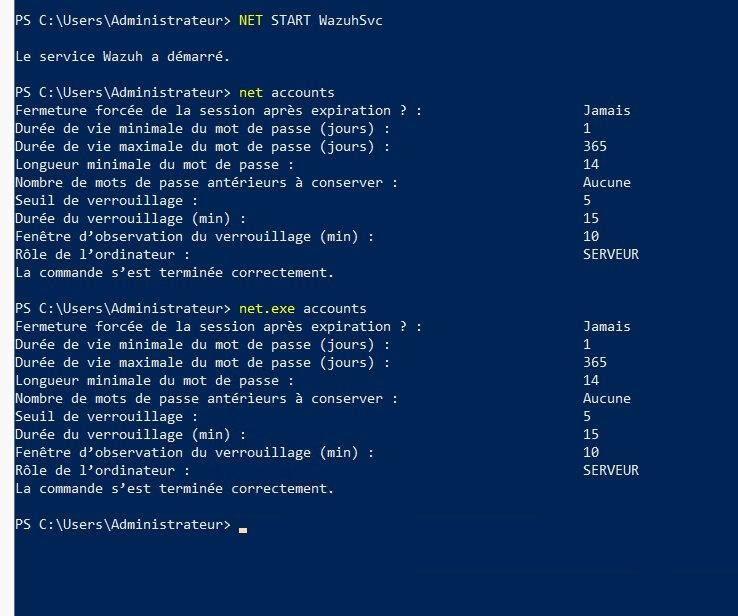 PS C:\Users\Administrateur> NET START WazuhSvc
Le service Wazuh a démarré.
PS C:\Users\Administrateur> net accounts
Fermeture forcée de la session après expiration ? : Jamais
Durée de vie minimale du mot de passe (jours) : 1
Durée de vie maximale du mot de passe (jours) : 365
Longueur minimale du mot de passe : 14
Nombre de mots de passe antérieurs à conserver : Aucune
Seuil de verrouillage : 5
Durée du verrouillage (min) : 15
Fenêtre d’observation du verrouillage (min) : 10
Rôle de l’ordinateur : SERVEUR
La commande s’est terminée correctement.
PS C:\Users\Administrateur> net.exe accounts
Fermeture forcée de la session après expiration ? : Jamais
Durée de vie minimale du mot de passe (jours) : 1
Durée de vie maximale du mot de passe (jours) : 365
Longueur minimale du mot de passe : 14
Nombre de mots de passe antérieurs à conserver : Aucune
Seuil de verrouillage : 5
Durée du verrouillage (min) : 15
Fenêtre d’observation du verrouillage (min) : 10
Rôle de l’ordinateur : SERVEUR
La commande s’est terminée correctement.
PS C:\Users\Administrateur>